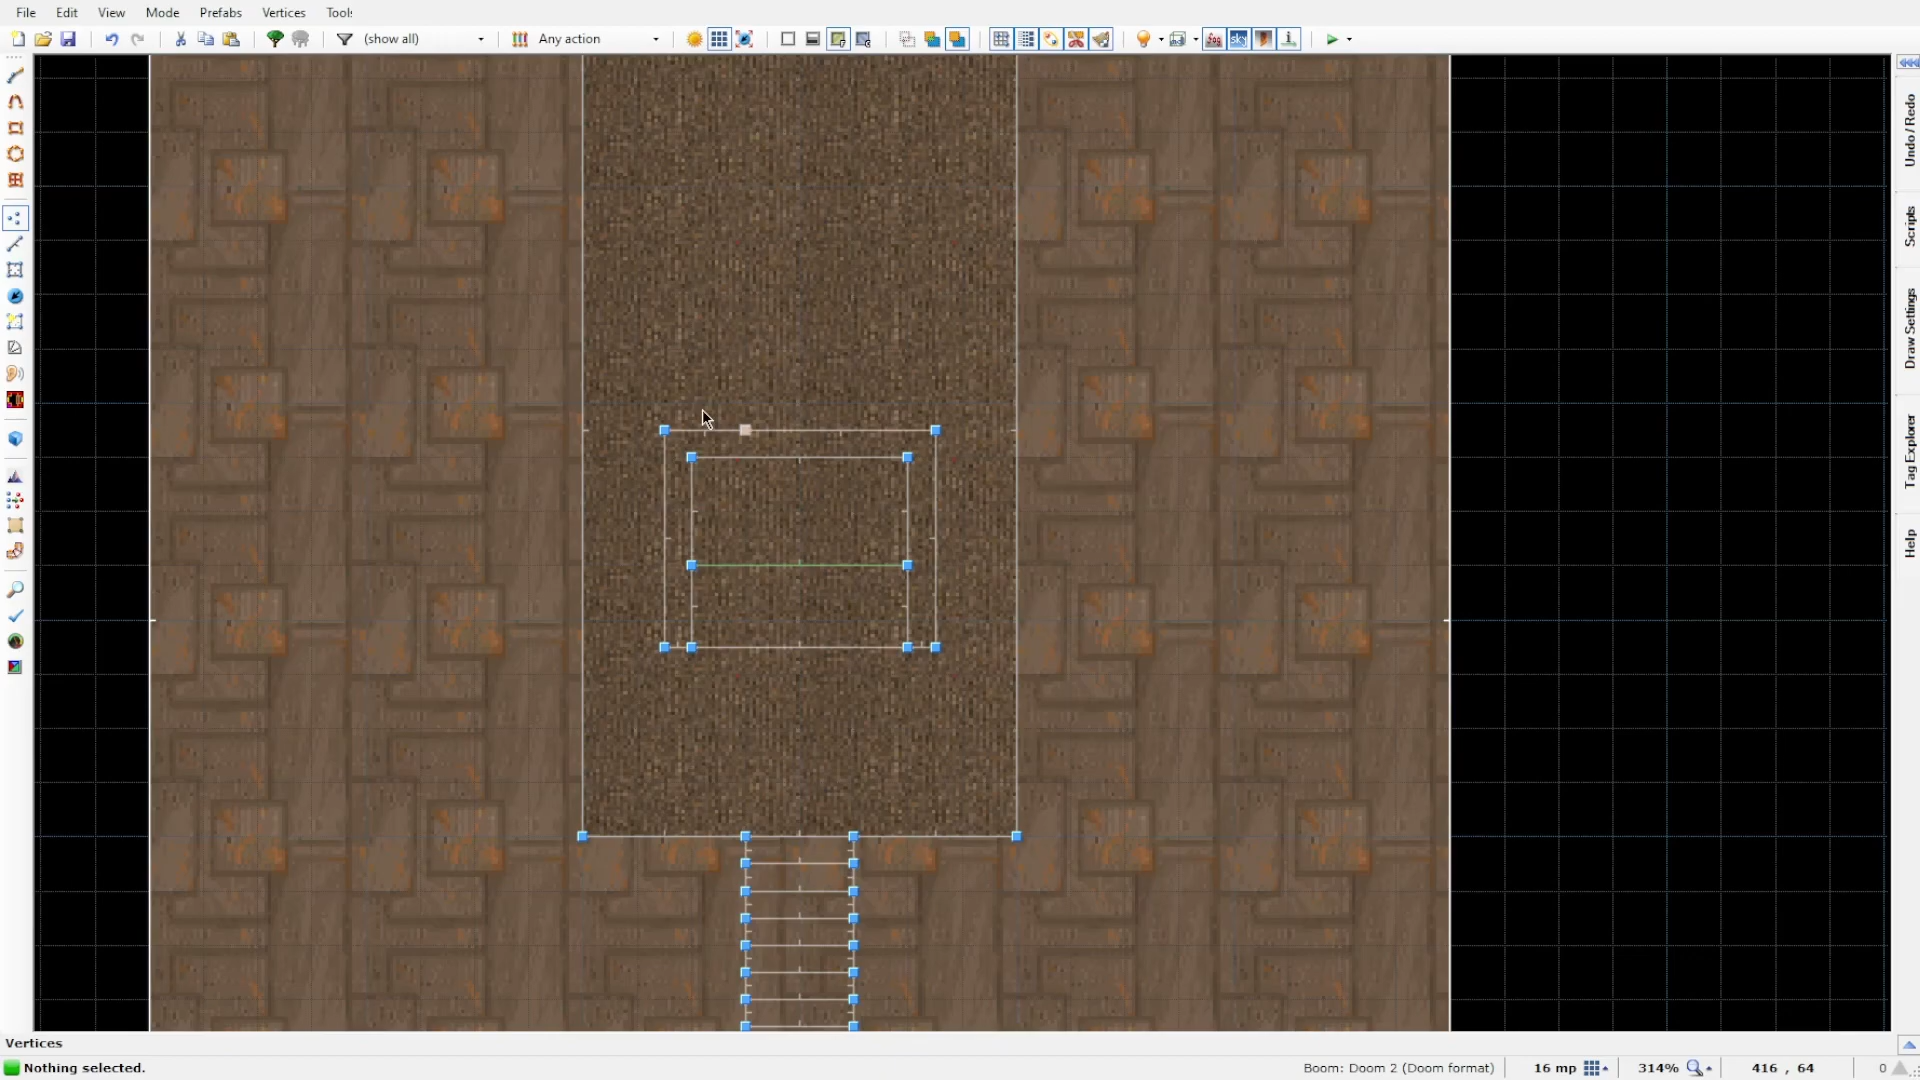 File Edit View Mode Prefabs Vertices Tools
(show all) Any action
Undo / Redo
Scripts
Draw Settings
Tag Explorer
Help
Vertices
Nothing selected. Boom: Doom 2 (Doom format) 16 mp 314% 416 , 64 0